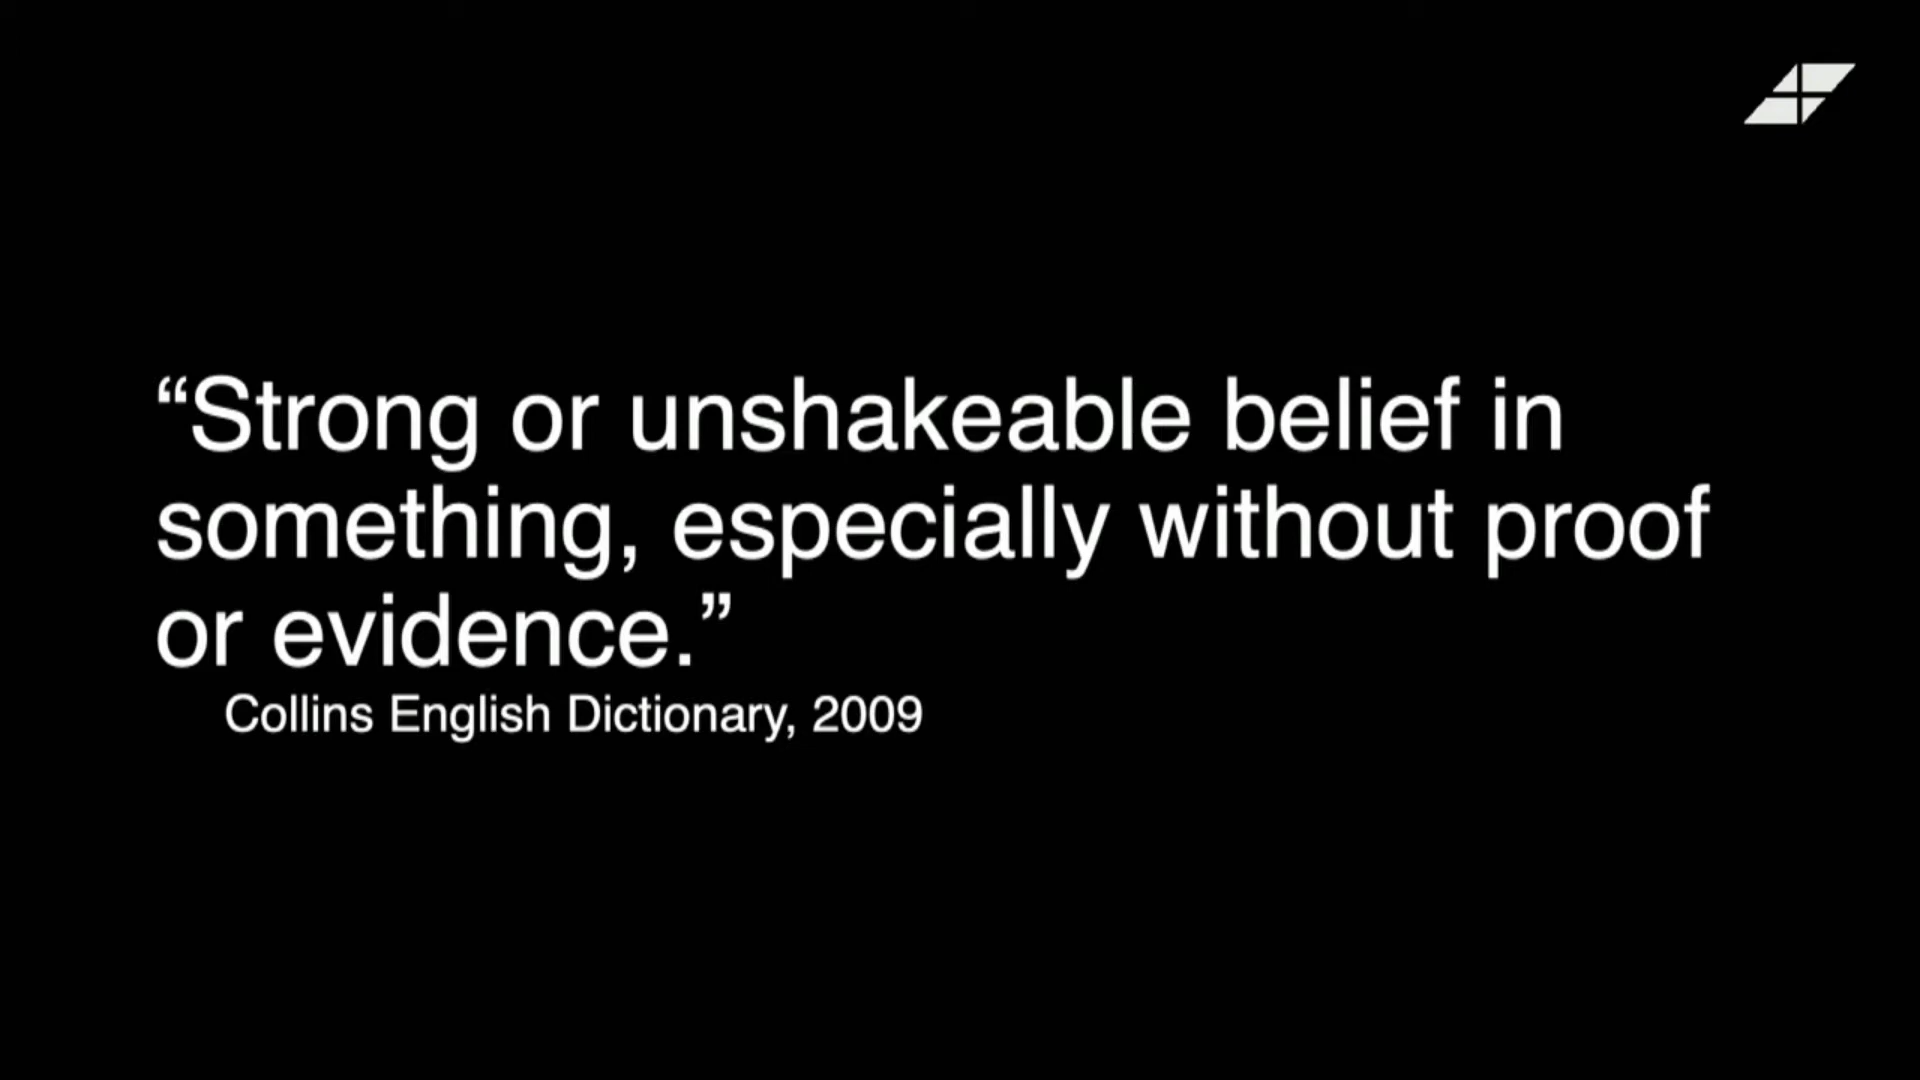 “Strong or unshakeable belief in
something, especially without proof
or evidence.”
Collins English Dictionary, 2009